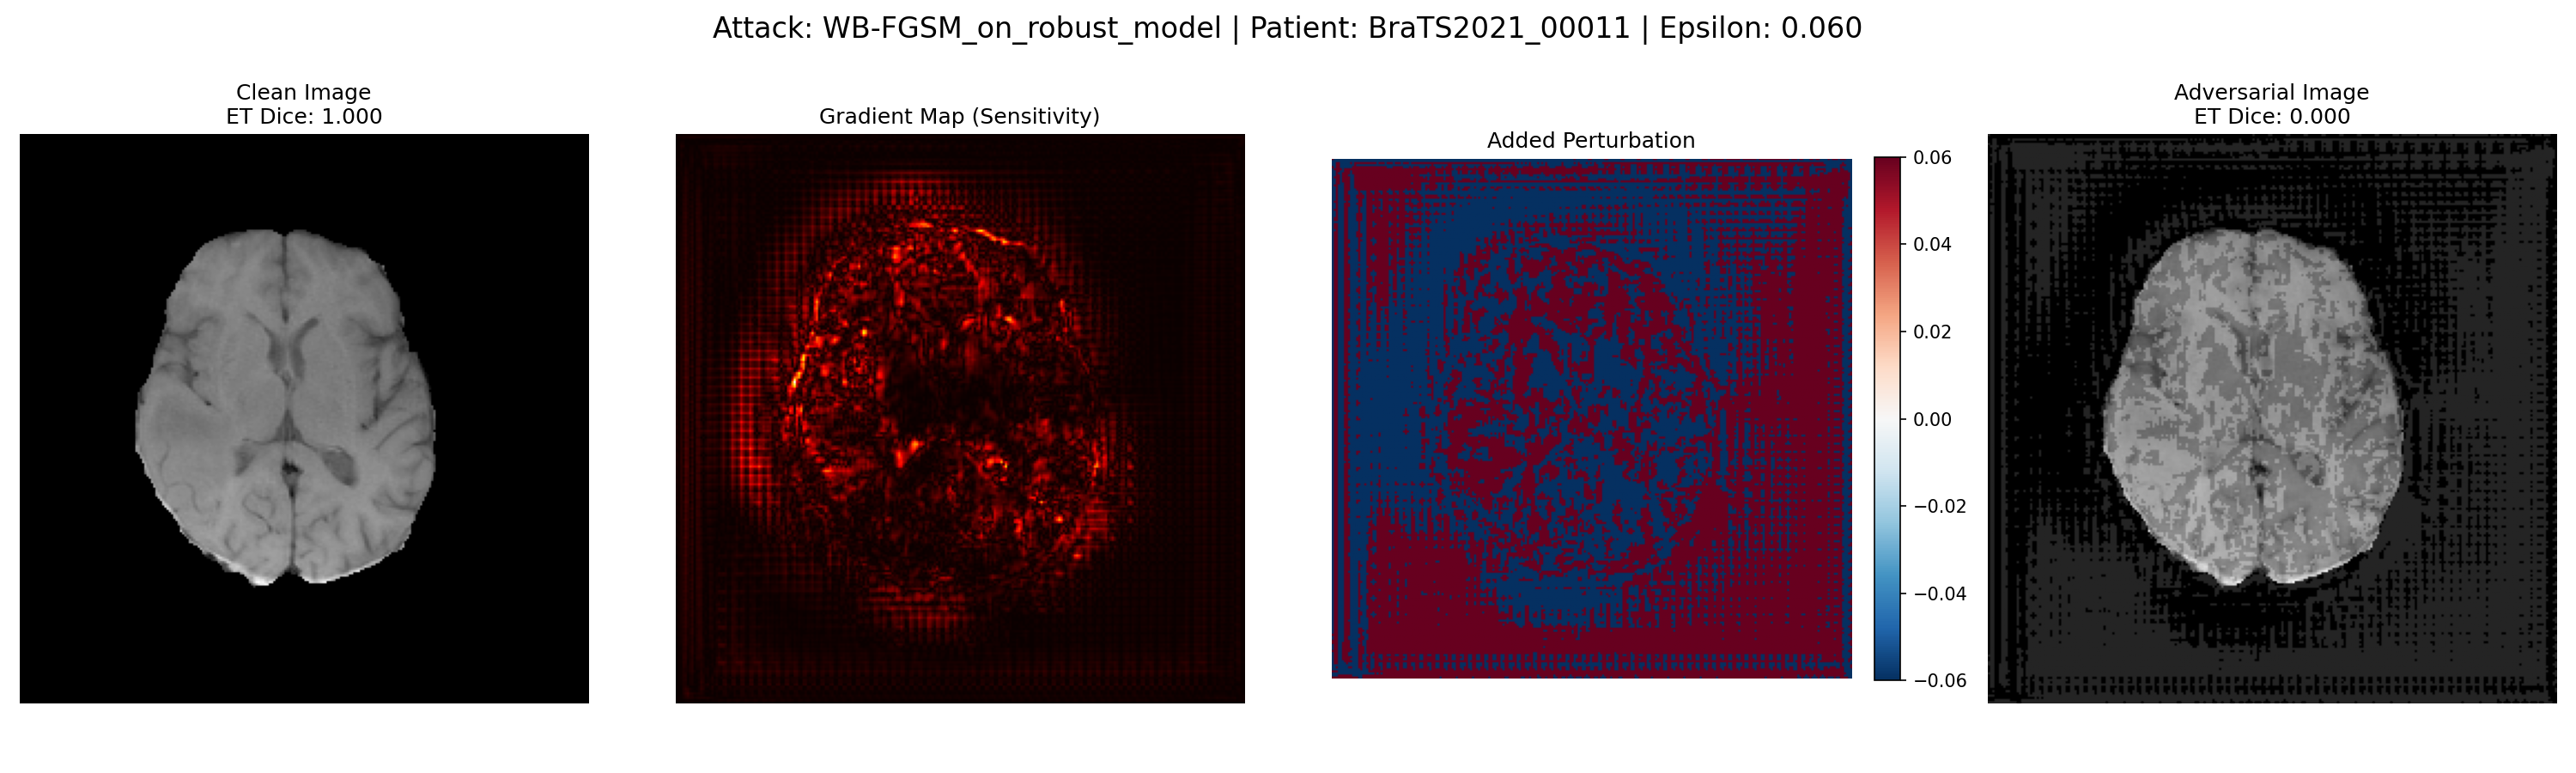 Attack: WB-FGSM_on_robust_model | Patient: BraTS2021_00011 | Epsilon: 0.060
Clean Image
ET Dice: 1.000
Gradient Map (Sensitivity)
Added Perturbation
0.06
0.04
0.02
0.00
−0.02
−0.04
−0.06
Adversarial Image
ET Dice: 0.000